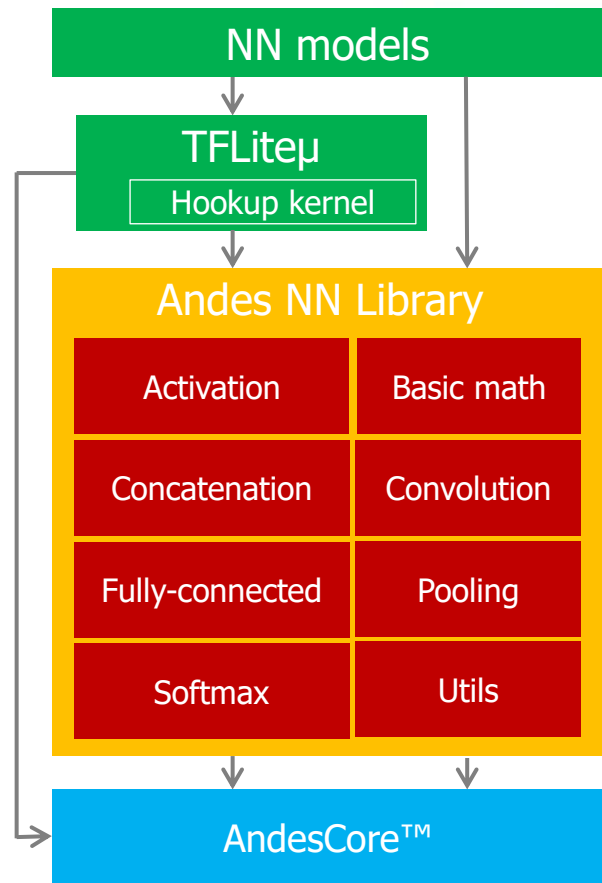 NN models
TFLiteμ
Hookup kernel
Andes NN Library
Activation
Basic math
Concatenation
Convolution
Fully-connected
Pooling
Softmax
Utils
AndesCore™